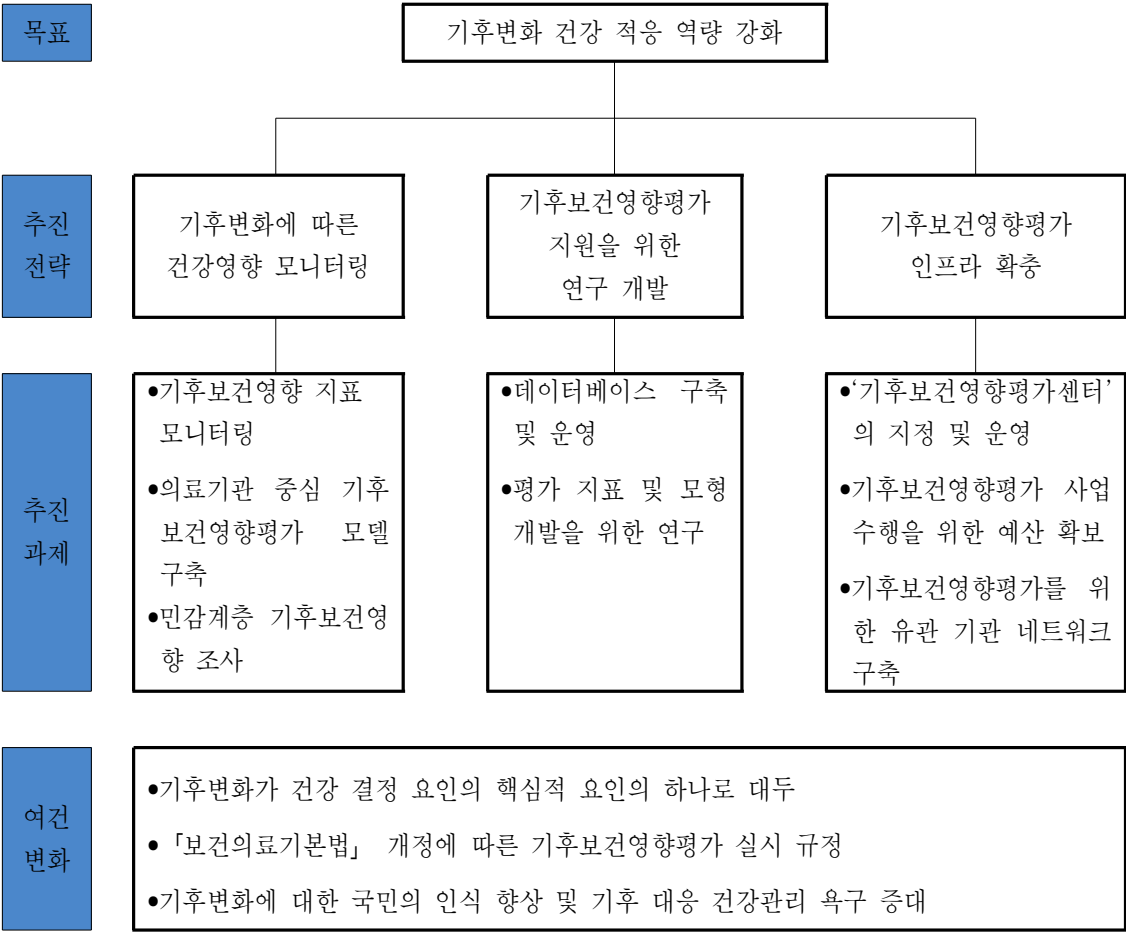 목표
기후변화 건강 적응 역량 강화
추진
전략
기후변화에 따른
건강영향 모니터링
기후보건영향평가
지원을 위한
연구 개발
기후보건영향평가
인프라 확충
추진
과제
•기후보건영향 지표
모니터링
•의료기관 중심 기후
보건영향평가 모델
구축
•민감계층 기후보건영
향 조사
•데이터베이스 구축
및 운영
•평가 지표 및 모형
개발을 위한 연구
•‘기후보건영향평가센터’
의 지정 및 운영
•기후보건영향평가 사업
수행을 위한 예산 확보
•기후보건영향평가를 위
한 유관 기관 네트워크
구축
여건
변화
•기후변화가 건강 결정 요인의 핵심적 요인의 하나로 대두
•「보건의료기본법」 개정에 따른 기후보건영향평가 실시 규정
•기후변화에 대한 국민의 인식 향상 및 기후 대응 건강관리 욕구 증대